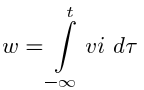 w = ∫_{-∞}^{t} vi dτ